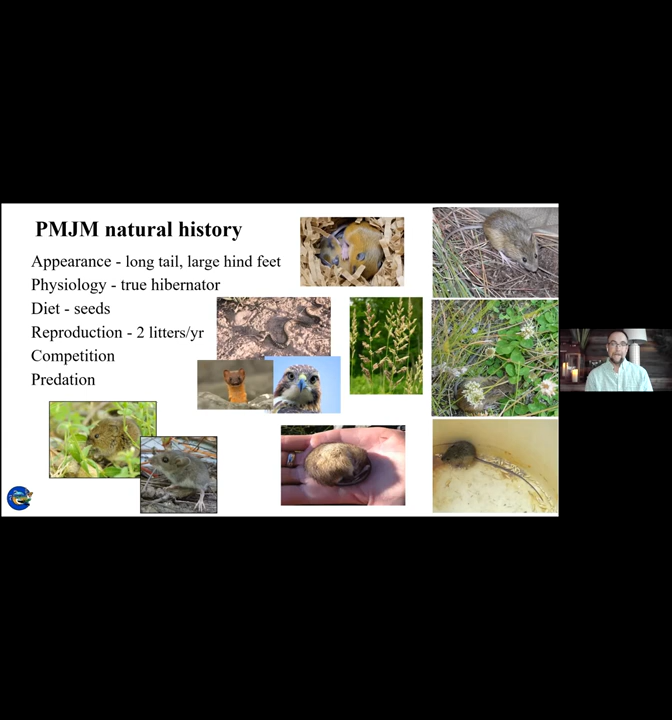 PMJM natural history
Appearance - long tail, large hind feet
Physiology - true hibernator
Diet - seeds
Reproduction - 2 litters/yr
Competition
Predation